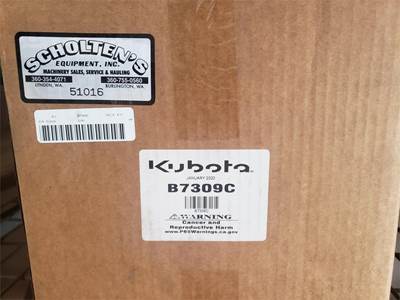 SCHOLTEN'S
EQUIPMENT, INC.
MACHINERY SALES, SERVICE & HAULING
360-354-4071 360-755-0560
LYNDEN, WA BURLINGTON, WA
51016
Kubota
JANUARY 2020
B7309C
B7309C
⚠WARNING
Cancer and
Reproductive Harm
www.P65Warnings.ca.gov